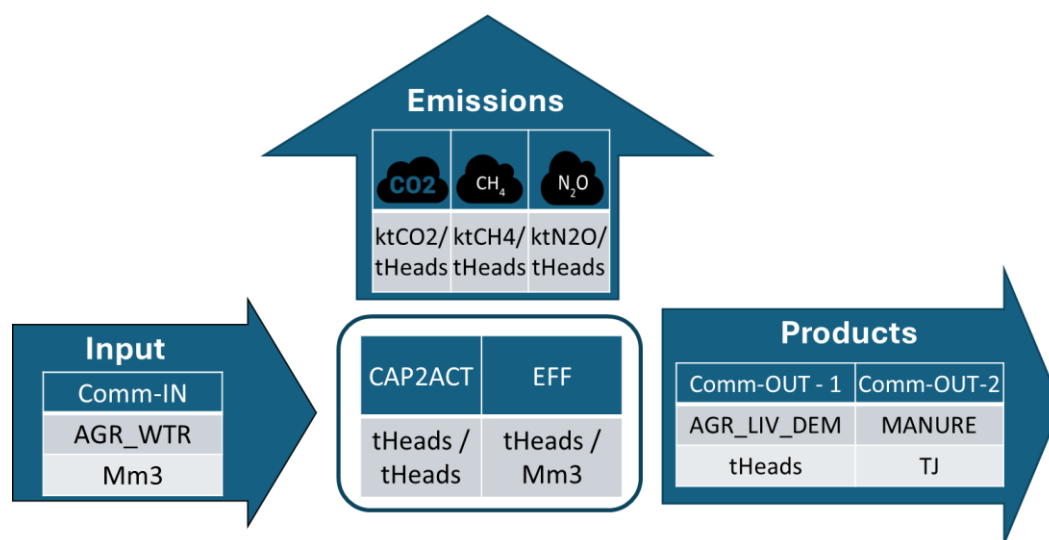 Emissions
CO2 CH₄ N₂O
ktCO2/ ktCH4/ ktN2O/
tHeads tHeads tHeads
Input
Comm-IN
AGR_WTR
Mm3
CAP2ACT EFF
tHeads / tHeads /
tHeads Mm3
Products
Comm-OUT - 1 Comm-OUT-2
AGR_LIV_DEM MANURE
tHeads TJ